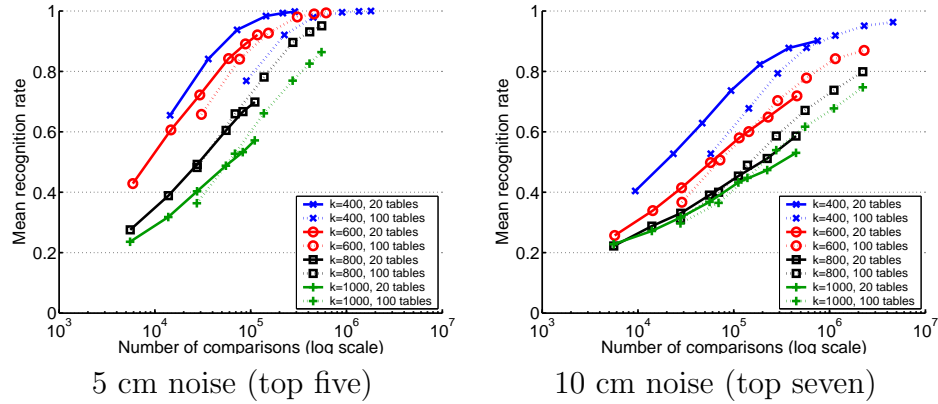 1
0.8
0.6
0.4
0.2
0
Mean recognition rate
10^3 10^4 10^5 10^6 10^7
Number of comparisons (log scale)
k=400, 20 tables
k=400, 100 tables
k=600, 20 tables
k=600, 100 tables
k=800, 20 tables
k=800, 100 tables
k=1000, 20 tables
k=1000, 100 tables
5 cm noise (top five)
1
0.8
0.6
0.4
0.2
0
Mean recognition rate
10^3 10^4 10^5 10^6 10^7
Number of comparisons (log scale)
k=400, 20 tables
k=400, 100 tables
k=600, 20 tables
k=600, 100 tables
k=800, 20 tables
k=800, 100 tables
k=1000, 20 tables
k=1000, 100 tables
10 cm noise (top seven)